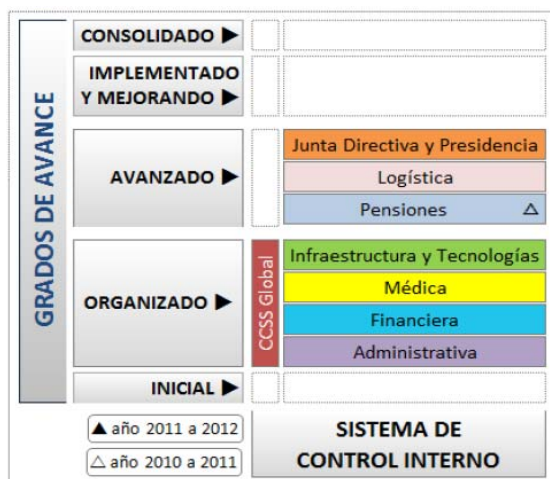 GRADOS DE AVANCE
CONSOLIDADO ▶
IMPLEMENTADO
Y MEJORANDO ▶
AVANZADO ▶
Junta Directiva y Presidencia
Logística
Pensiones △
ORGANIZADO ▶
CCSS Global
Infraestructura y Tecnologías
Médica
Financiera
Administrativa
INICIAL ▶
▲ año 2011 a 2012
△ año 2010 a 2011
SISTEMA DE
CONTROL INTERNO